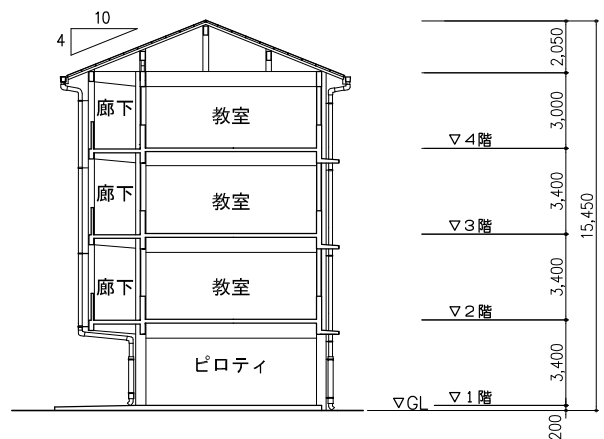 10
4
2,050
廊下
教室
3,000
▽4階
廊下
教室
3,400
15,450
▽3階
廊下
教室
3,400
▽2階
ピロティ
3,400
▽1階
▽GL
200